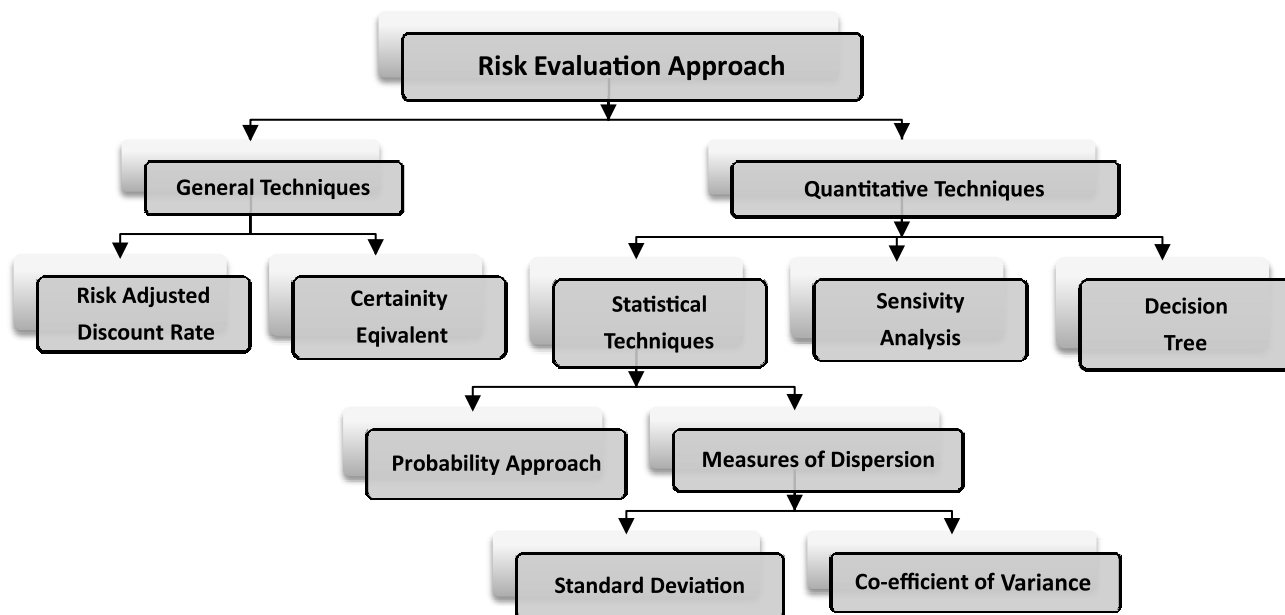 Risk Evaluation Approach
General Techniques
Quantitative Techniques
Risk Adjusted
Discount Rate
Certainity
Eqivalent
Statistical
Techniques
Sensivity
Analysis
Decision
Tree
Probability Approach
Measures of Dispersion
Standard Deviation
Co-efficient of Variance